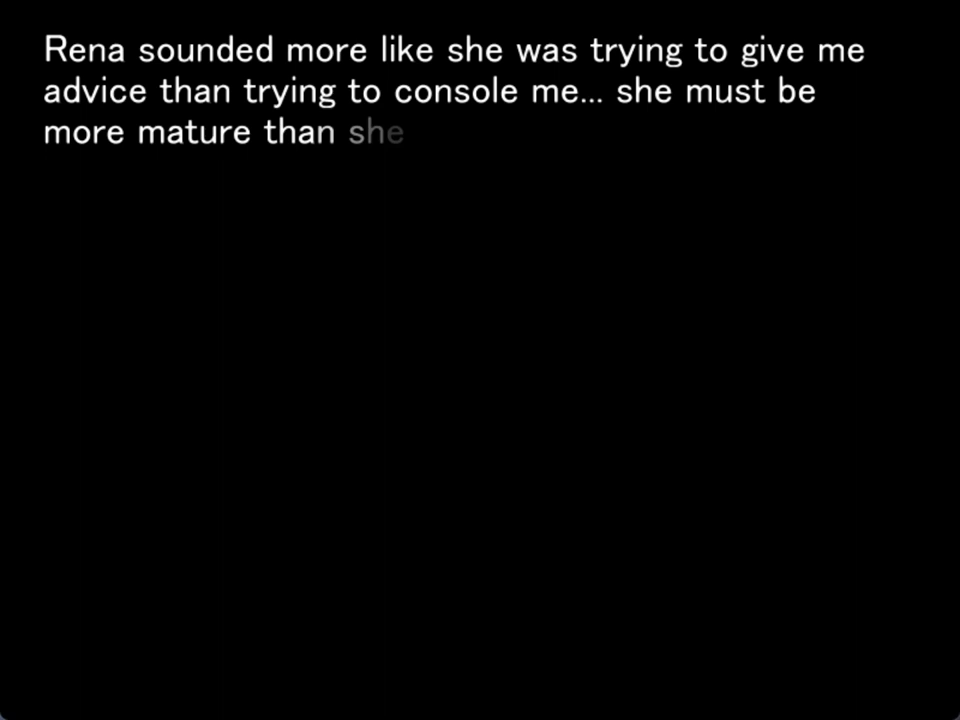 Rena sounded more like she was trying to give me
advice than trying to console me... she must be
more mature than she